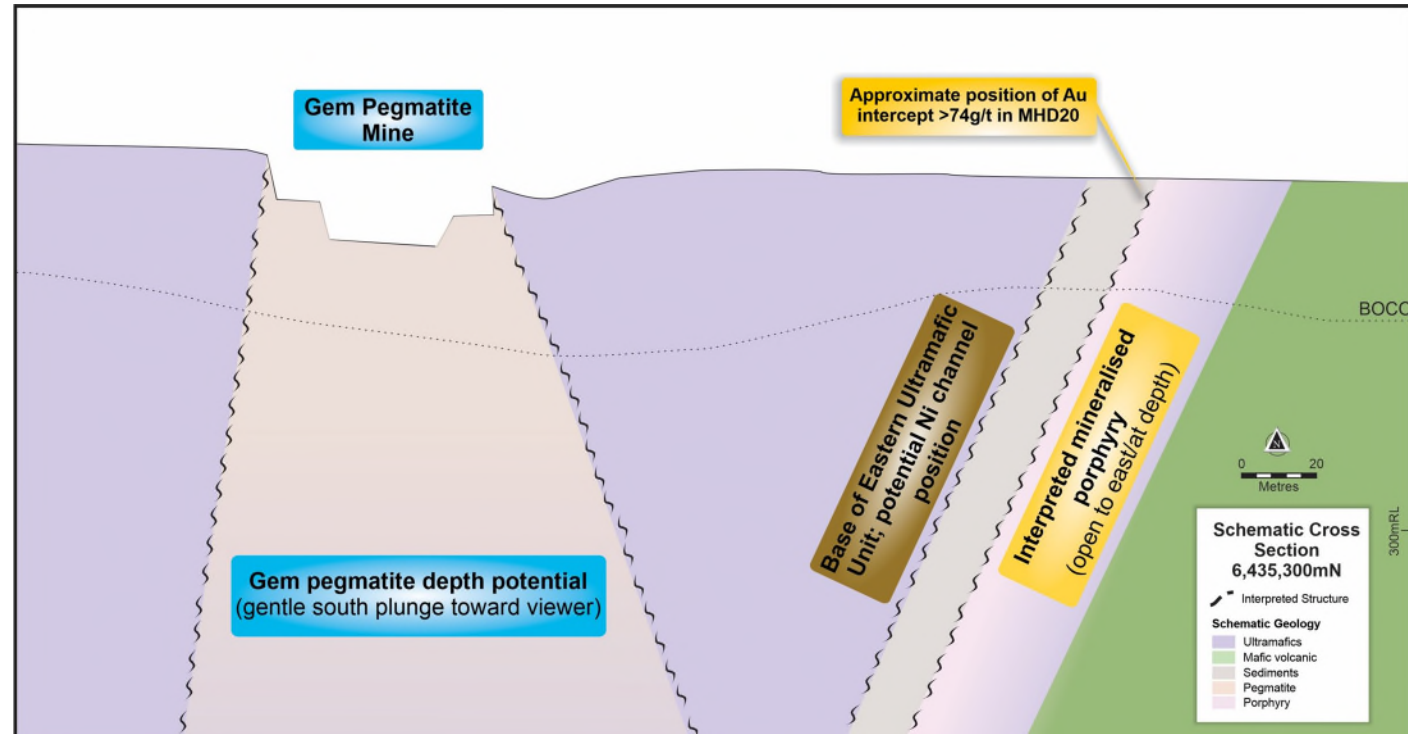 Gem Pegmatite
Mine
Approximate position of Au
intercept >74g/t in MHD20
BOCO
Base of Eastern Ultramafic
Unit; potential Ni channel
position
Interpreted mineralised
porphyry
(open to east/at depth)
Gem pegmatite depth potential
(gentle south plunge toward viewer)
N
0 20
Metres
300mRL
Schematic Cross
Section
6,435,300mN
Interpreted Structure
Schematic Geology
Ultramafics
Mafic volcanic
Sediments
Pegmatite
Porphyry